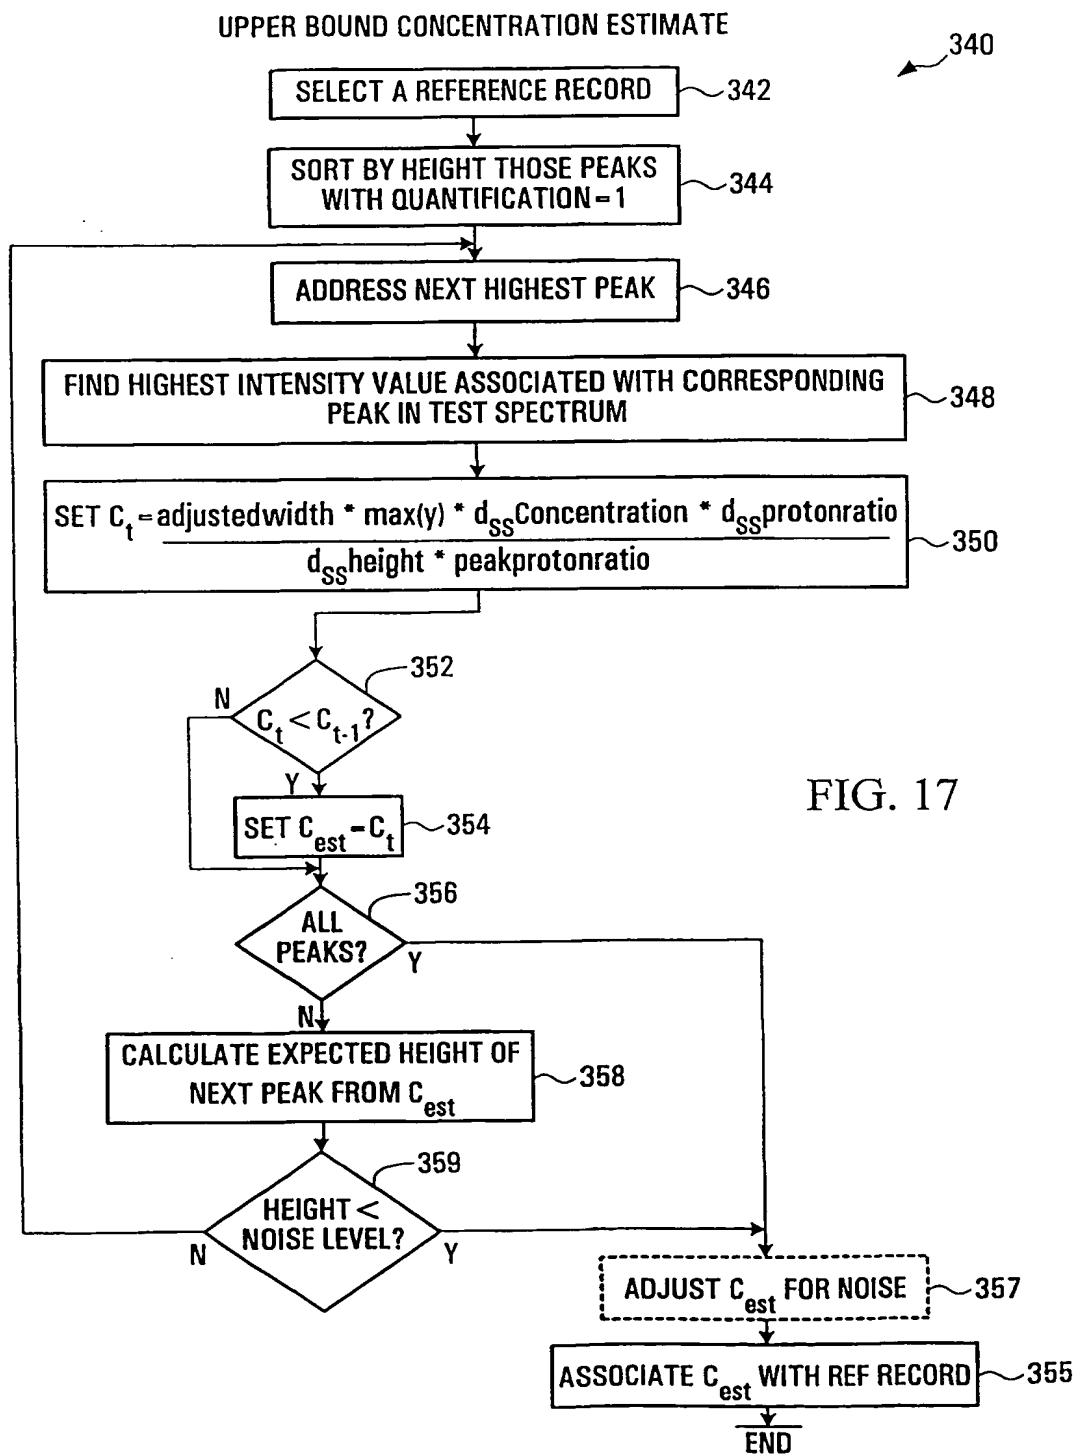 UPPER BOUND CONCENTRATION ESTIMATE
340
SELECT A REFERENCE RECORD
342
SORT BY HEIGHT THOSE PEAKS
WITH QUANTIFICATION=1
344
ADDRESS NEXT HIGHEST PEAK
346
FIND HIGHEST INTENSITY VALUE ASSOCIATED WITH CORRESPONDING
PEAK IN TEST SPECTRUM
348
SET Ct = adjustedwidth * max(y) * dSSConcentration * dSSprotonratio
dSSheight * peakprotonratio
350
352
N
Ct < Ct-1?
Y
SET Cest = Ct
354
FIG. 17
356
ALL
PEAKS?
Y
N
CALCULATE EXPECTED HEIGHT OF
NEXT PEAK FROM Cest
358
359
HEIGHT <
NOISE LEVEL?
N
Y
ADJUST Cest FOR NOISE
357
ASSOCIATE Cest WITH REF RECORD
355
END